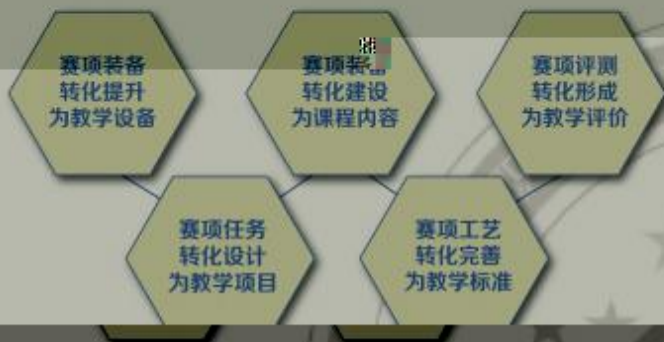 赛项装备
转化提升
为教学设备
赛项装
转化建设
为课程内容
赛项评测
转化形成
为教学评价
赛项任务
转化设计
为教学项目
赛项工艺
转化完善
为教学标准